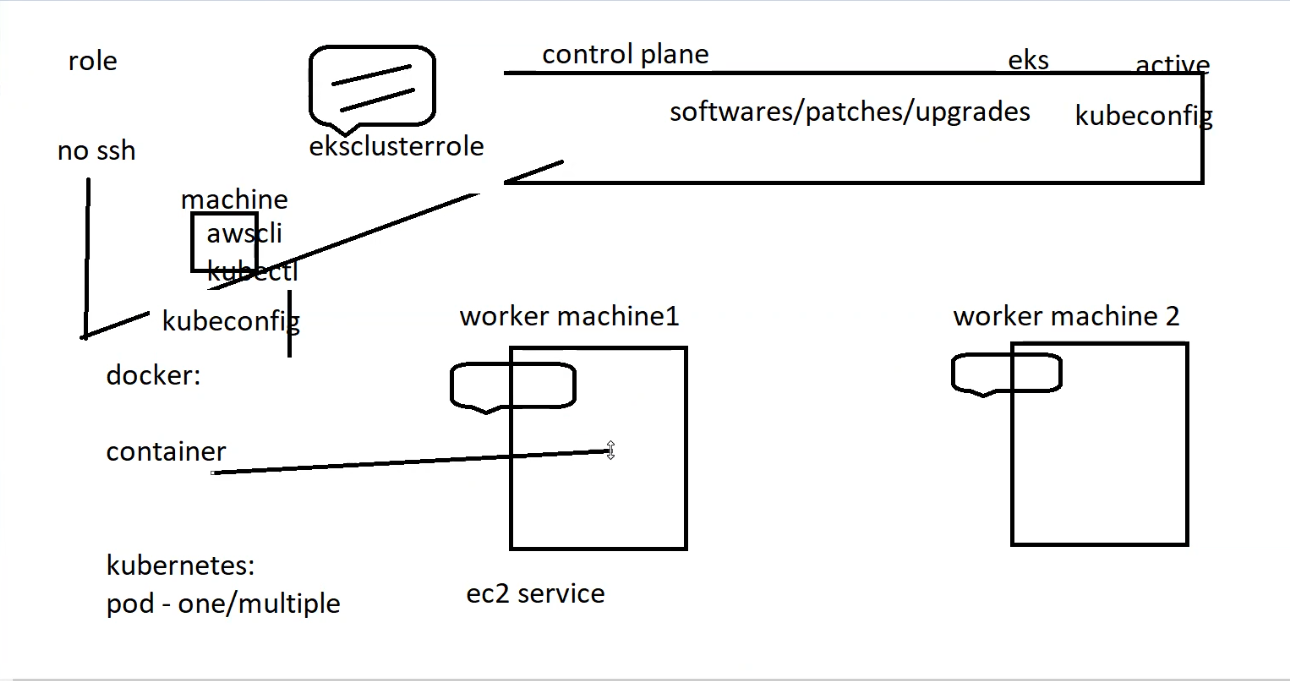 role
control plane
eks
active
softwares/patches/upgrades
kubeconfig
eksclusterrole
no ssh
machine
awscli
kubectl
kubeconfig
worker machine1
worker machine 2
docker:
container
kubernetes:
pod - one/multiple
ec2 service